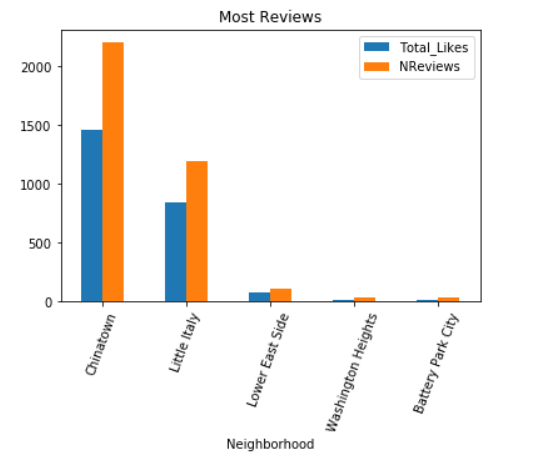 Most Reviews
Total_Likes
NReviews
2000
1500
1000
500
0
Chinatown
Little Italy
Lower East Side
Washington Heights
Battery Park City
Neighborhood